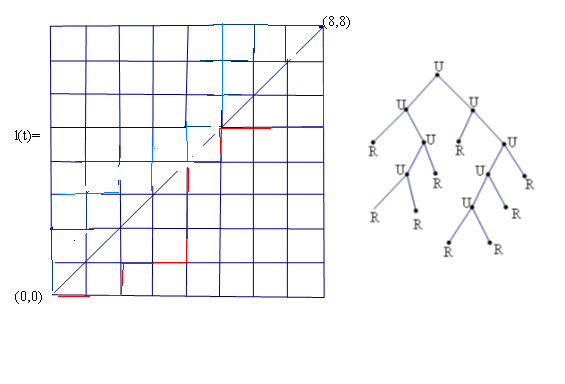 (8,8)
l(t)=
(0,0)
U
U U
R U R U
U R U R
R R U R
R R